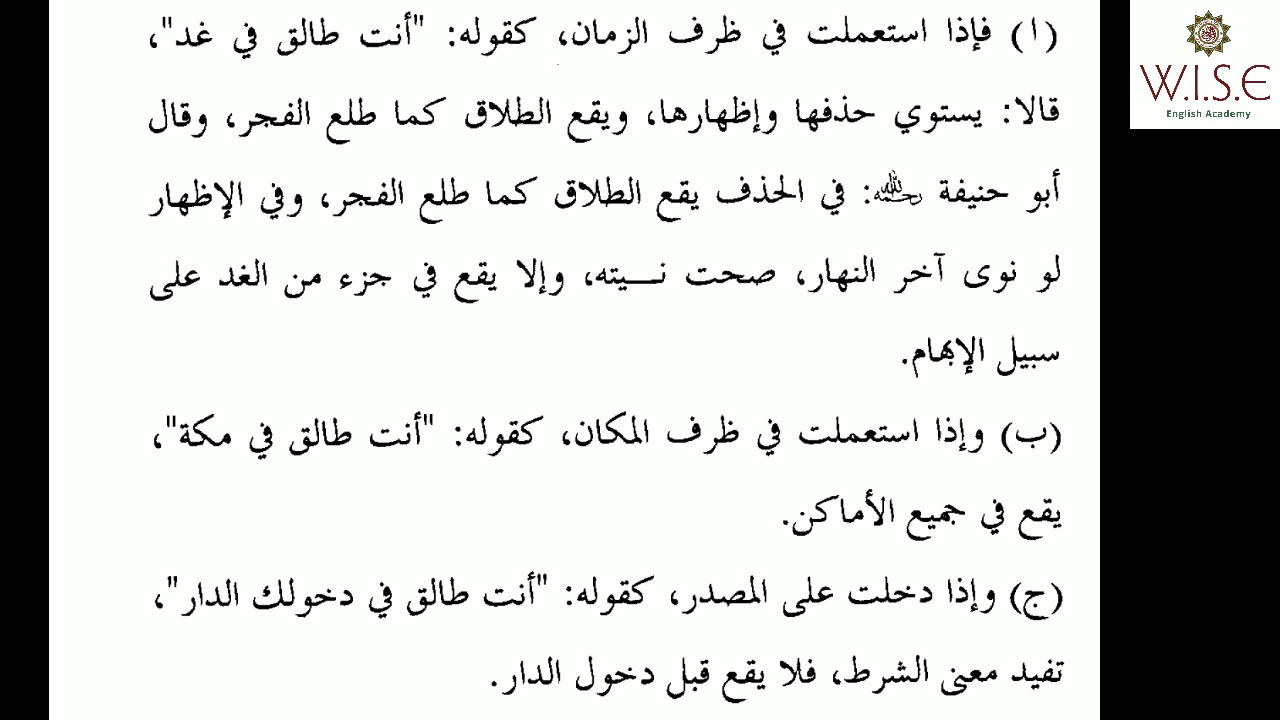 (ا) فإذا استعملت في ظرف الزمان، كقوله: "أنت طالق في غد"،
قالا: يستوي حذفها وإظهارها، ويقع الطلاق كما طلع الفجر، وقال
أبو حنيفة رحمه الله: في الحذف يقع الطلاق كما طلع الفجر، وفي الإظهار
لو نوى آخر النهار، صحت نـــيته، وإلا يقع في جزء من الغد على
سبيل الإبهام.
(ب) وإذا استعملت في ظرف المكان، كقوله: "أنت طالق في مكة"،
يقع في جميع الأماكن.
(ج) وإذا دخلت على المصدر، كقوله: "أنت طالق في دخولك الدار"،
تفيد معنى الشرط، فلا يقع قبل دخول الدار.
W.I.S.E
English Academy